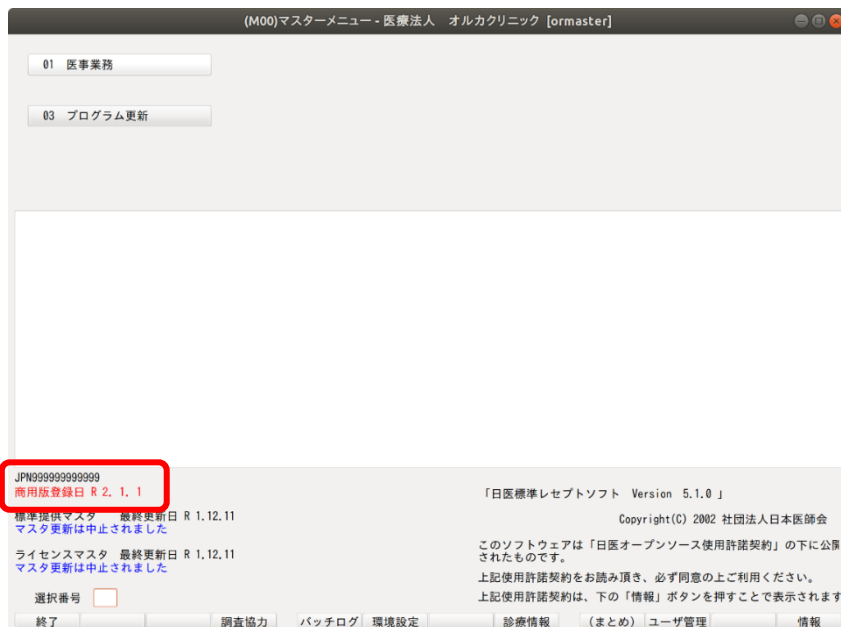 (M00)マスターメニュー - 医療法人　オルカクリニック [ormaster]
01　医事業務
03　プログラム更新
JPN999999999999
商用版登録日 R 2. 1. 1
標準提供マスタ　最終更新日 R 1.12.11
マスタ更新は中止されました
ライセンスマスタ　最終更新日 R 1.12.11
マスタ更新は中止されました
選択番号
「日医標準レセプトソフト　Version　5.1.0 」
Copyright(C) 2002 社団法人日本医師会
このソフトウェアは「日医オープンソース使用許諾契約」の下に公開
されたものです。
上記使用許諾契約をお読み頂き、必ず同意の上ご利用ください。
上記使用許諾契約は、下の「情報」ボタンを押すことで表示されます
終了　調査協力　バッチログ　環境設定　診療情報　(まとめ)　ユーザ管理　情報